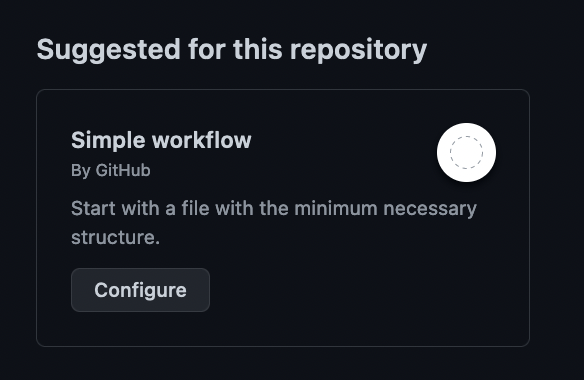 Suggested for this repository
Simple workflow
By GitHub
Start with a file with the minimum necessary
structure.
Configure